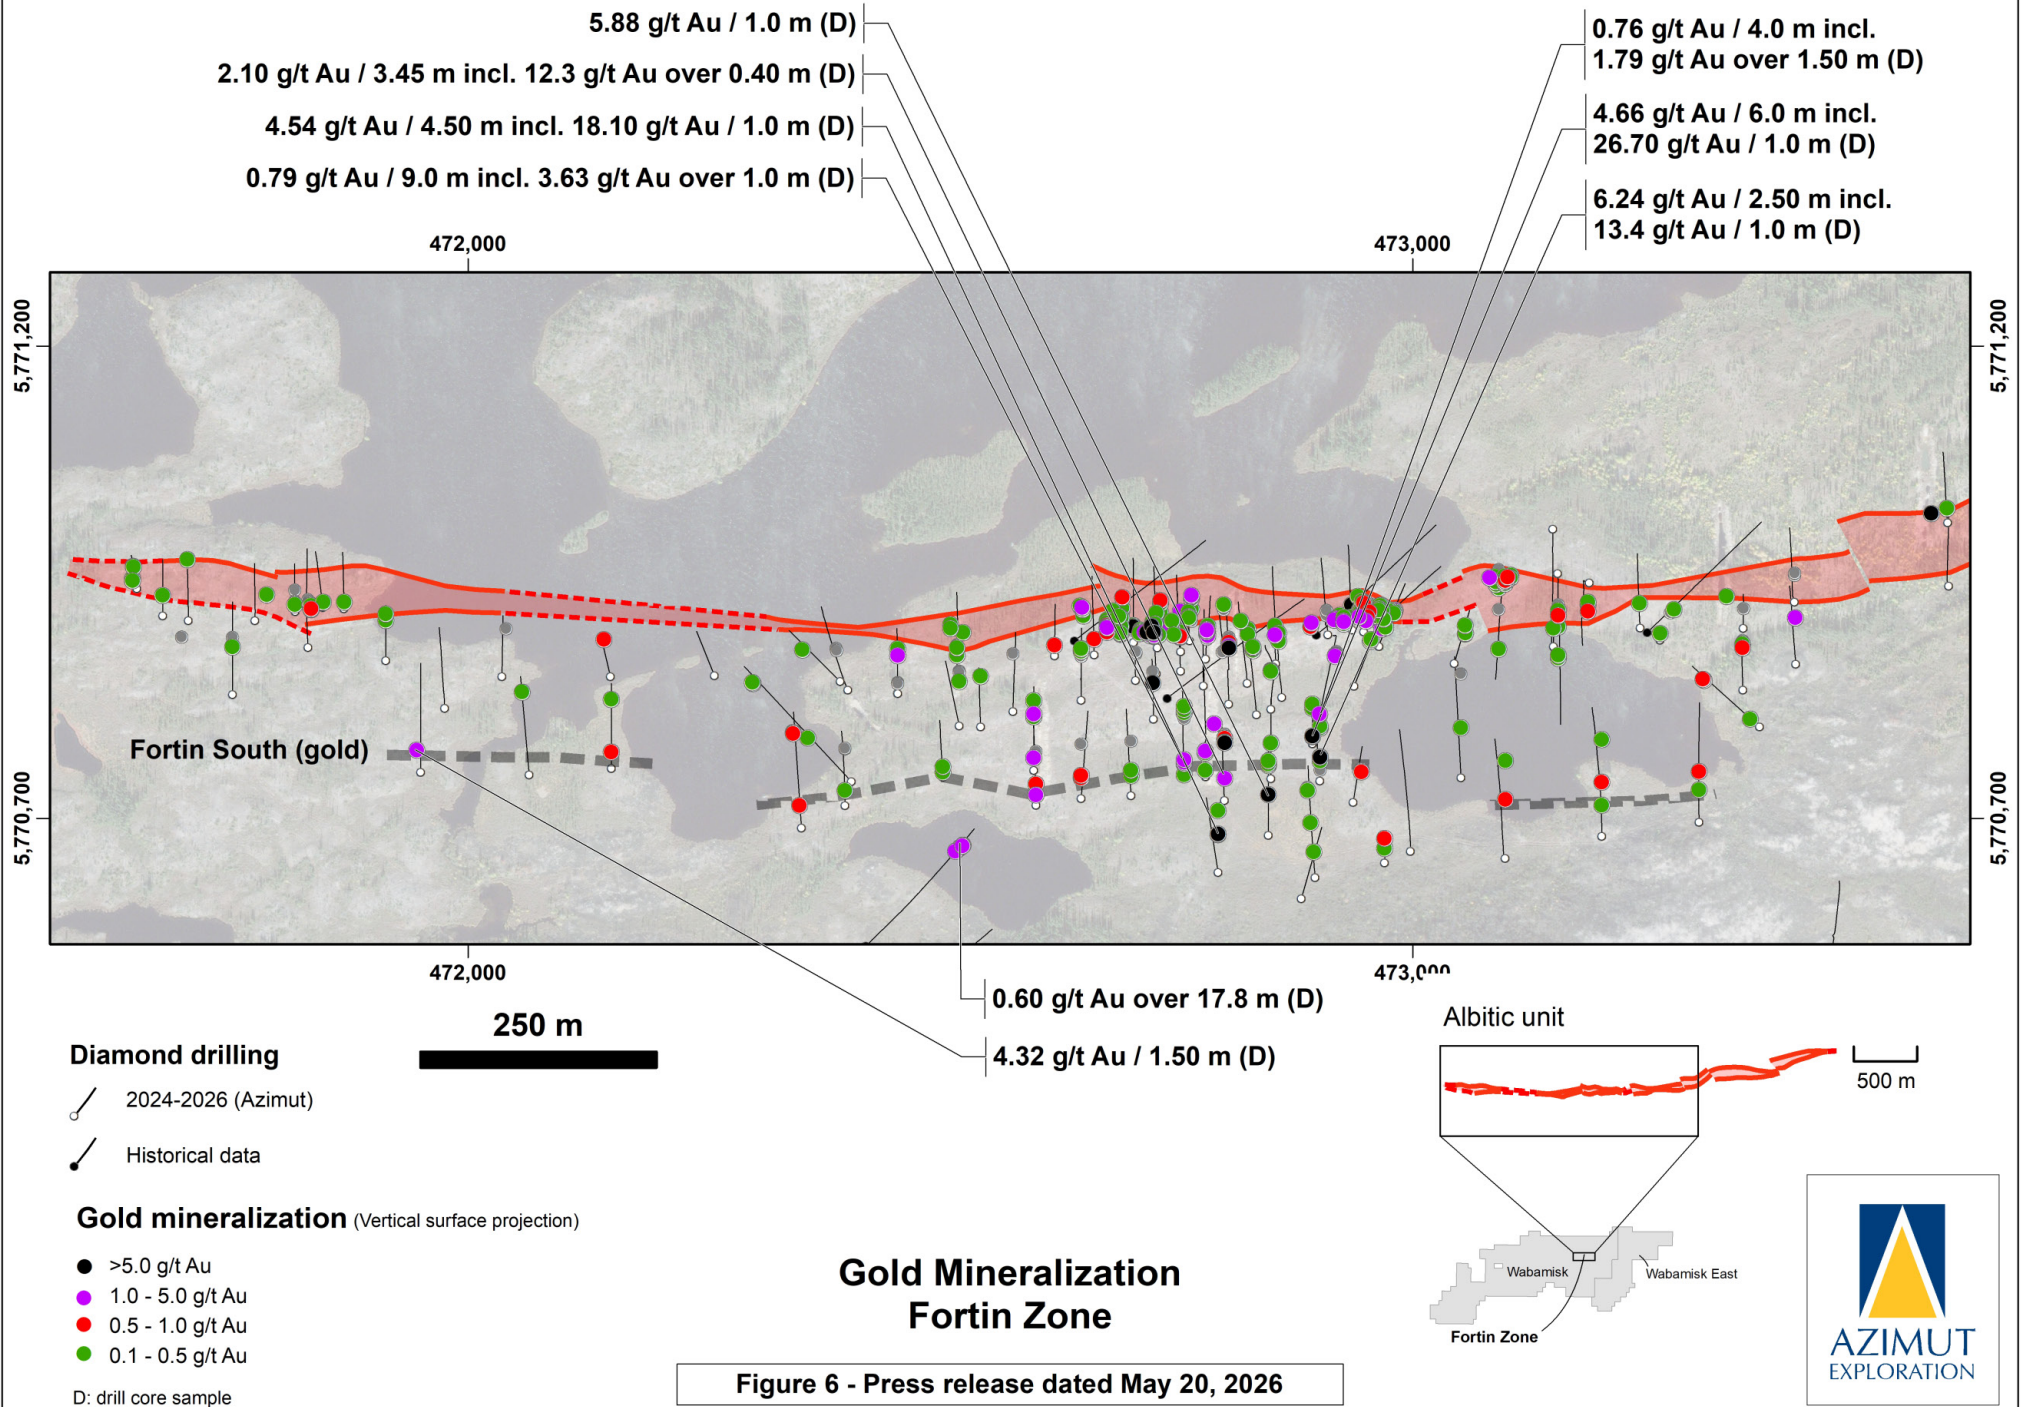 5.88 g/t Au / 1.0 m (D)
2.10 g/t Au / 3.45 m incl. 12.3 g/t Au over 0.40 m (D)
4.54 g/t Au / 4.50 m incl. 18.10 g/t Au / 1.0 m (D)
0.79 g/t Au / 9.0 m incl. 3.63 g/t Au over 1.0 m (D)
0.76 g/t Au / 4.0 m incl.
1.79 g/t Au over 1.50 m (D)
4.66 g/t Au / 6.0 m incl.
26.70 g/t Au / 1.0 m (D)
6.24 g/t Au / 2.50 m incl.
13.4 g/t Au / 1.0 m (D)
472,000
473,000
5,771,200
5,771,200
Fortin South (gold)
5,770,700
5,770,700
472,000
473,000
0.60 g/t Au over 17.8 m (D)
4.32 g/t Au / 1.50 m (D)
250 m
Diamond drilling
2024-2026 (Azimut)
Historical data
Gold mineralization (Vertical surface projection)
>5.0 g/t Au
1.0 - 5.0 g/t Au
0.5 - 1.0 g/t Au
0.1 - 0.5 g/t Au
D: drill core sample
Gold Mineralization
Fortin Zone
Figure 6 - Press release dated May 20, 2026
Albitic unit
500 m
Wabamisk
Wabamisk East
Fortin Zone
AZIMUT
EXPLORATION